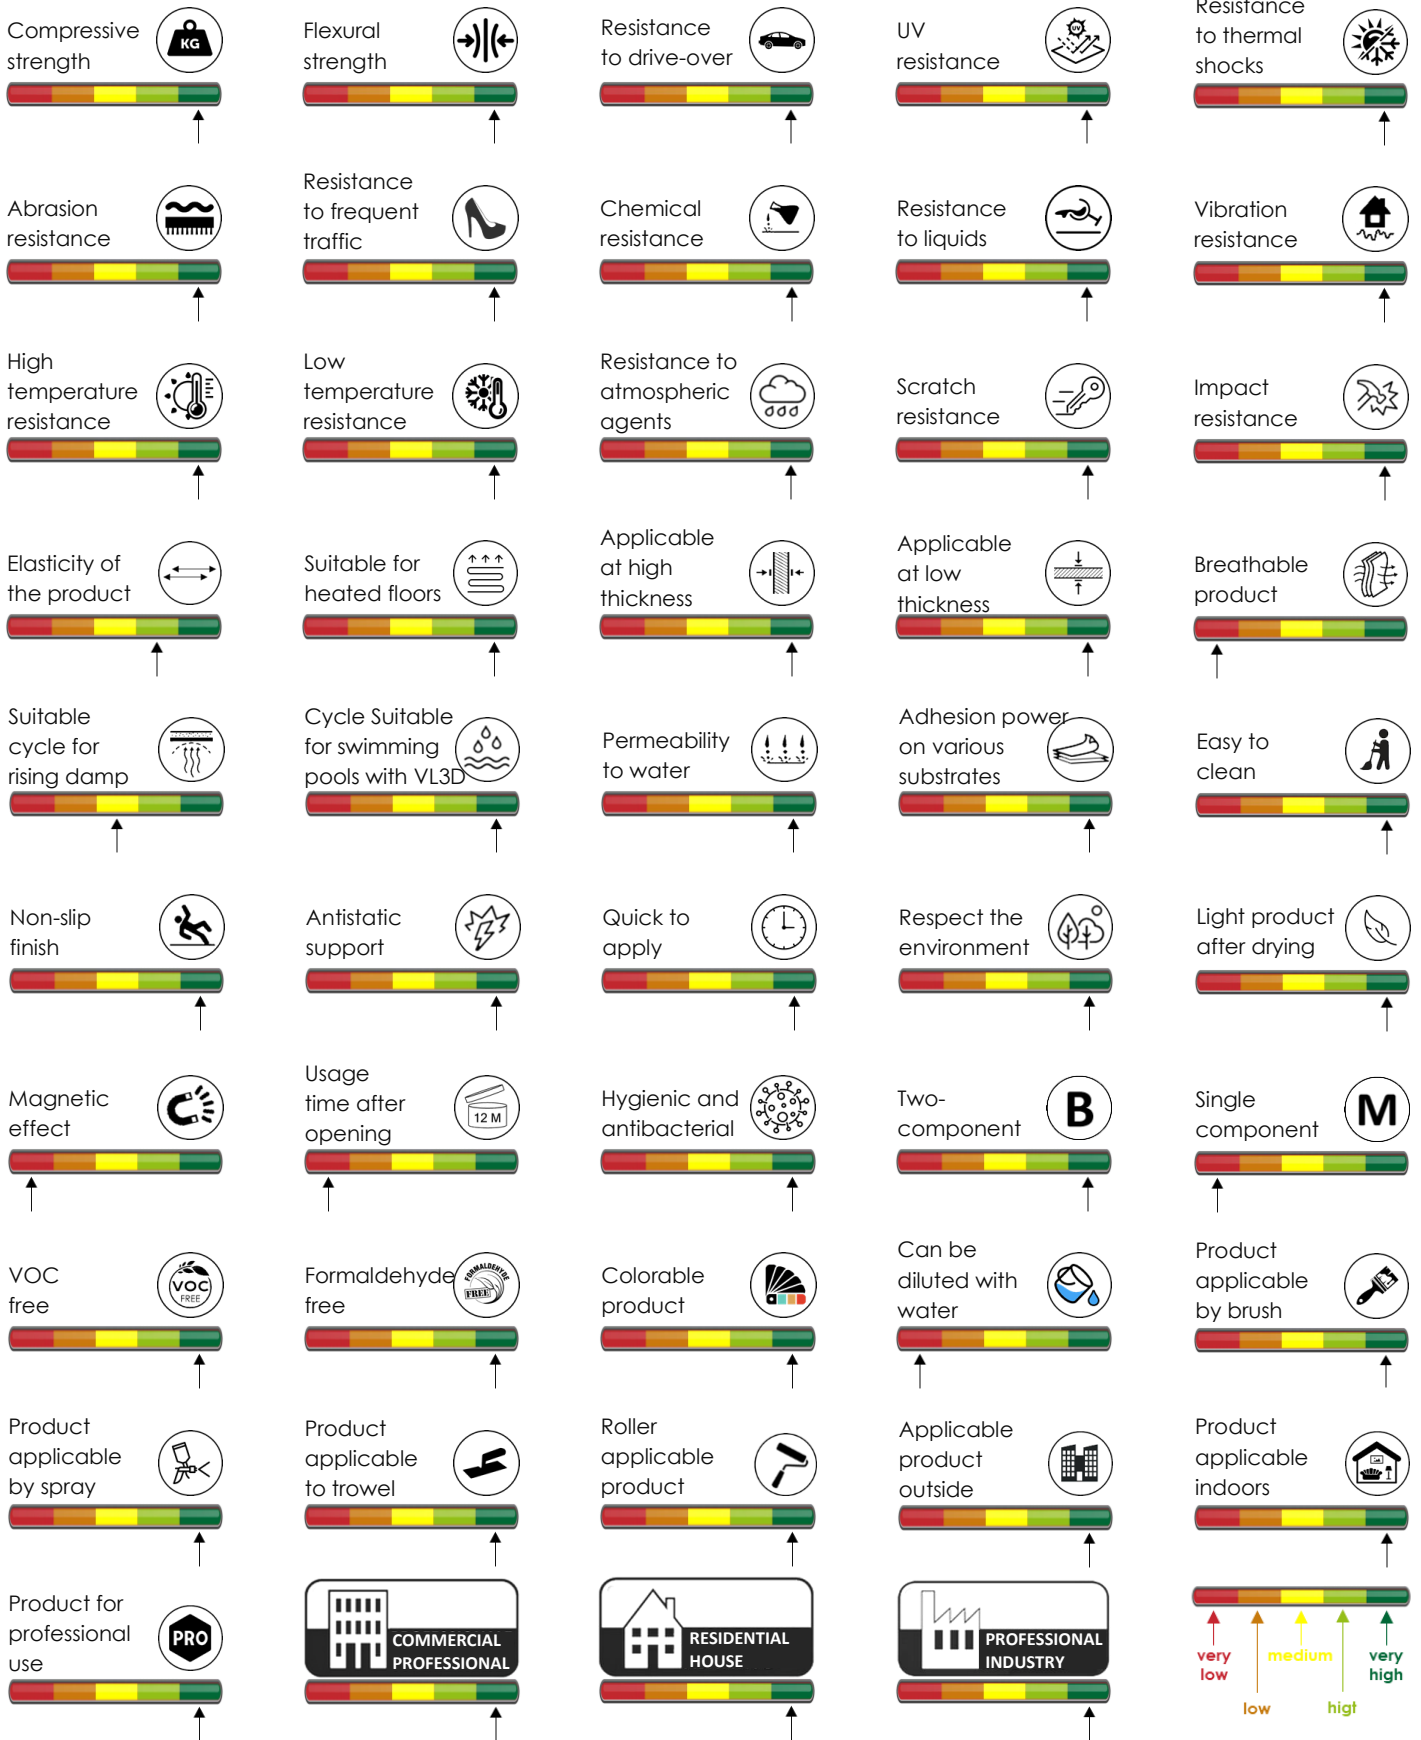 Compressive
strength
KG
Flexural
strength
Resistance
to drive-over
UV
resistance
UV
Resistance
to thermal
shocks
Abrasion
resistance
Resistance
to frequent
traffic
Chemical
resistance
Resistance
to liquids
Vibration
resistance
High
temperature
resistance
Low
temperature
resistance
Resistance to
atmospheric
agents
Scratch
resistance
Impact
resistance
Elasticity of
the product
Suitable for
heated floors
Applicable
at high
thickness
Applicable
at low
thickness
Breathable
product
Suitable
cycle for
rising damp
Cycle Suitable
for swimming
pools with VL3D
Permeability
to water
Adhesion power
on various
substrates
Easy to
clean
Non-slip
finish
Antistatic
support
Quick to
apply
Respect the
environment
Light product
after drying
Magnetic
effect
Usage
time after
opening
12 M
Hygienic and
antibacterial
Two-
component
B
Single
component
M
VOC
free
VOC
FREE
Formaldehyde
free
FORMALDEHYDE
FREE
Colorable
product
Can be
diluted with
water
Product
applicable
by brush
Product
applicable
by spray
Product
applicable
to trowel
Roller
applicable
product
Applicable
product
outside
Product
applicable
indoors
Product for
professional
use
PRO
COMMERCIAL
PROFESSIONAL
RESIDENTIAL
HOUSE
PROFESSIONAL
INDUSTRY
very
low
low
medium
higt
very
high